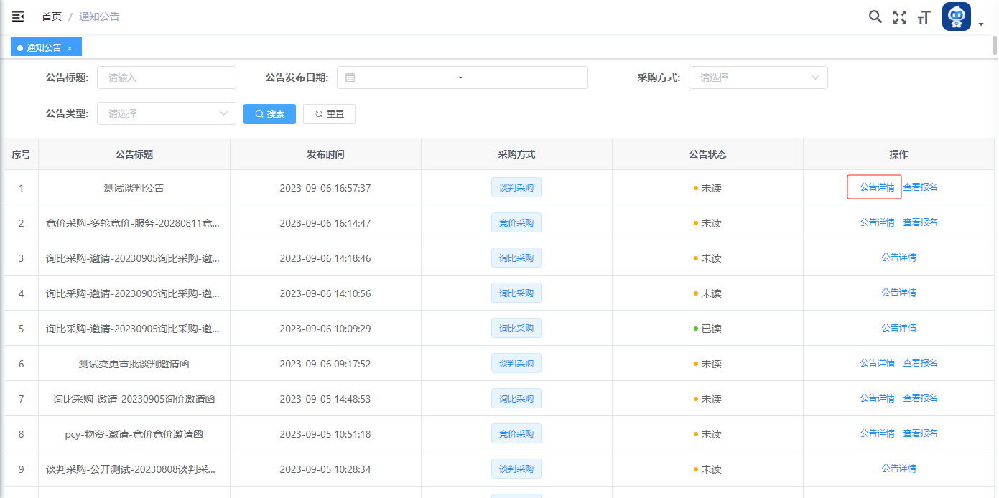 首页 / 通知公告
通知公告 ×
公告标题: 请输入 公告发布日期: - 采购方式: 请选择
公告类型: 请选择 搜索 重置
序号 公告标题 发布时间 采购方式 公告状态 操作
1 测试谈判公告 2023-09-06 16:57:37 谈判采购 未读 公告详情 查看报名
2 竞价采购-多轮竞价-服务-20280811竞... 2023-09-06 16:14:47 竞价采购 未读 公告详情 查看报名
3 询比采购-邀请-20230905询比采购-邀... 2023-09-06 14:18:46 询比采购 未读 公告详情
4 询比采购-邀请-20230905询比采购-邀... 2023-09-06 14:10:56 询比采购 未读 公告详情
5 询比采购-邀请-20230905询比采购-邀... 2023-09-06 10:09:29 询比采购 已读 公告详情
6 测试变更审批谈判邀请函 2023-09-06 09:17:52 谈判采购 未读 公告详情 查看报名
7 询比采购-邀请-20230905询价邀请函 2023-09-05 14:48:53 询比采购 未读 公告详情 查看报名
8 pcy-物资-邀请-竞价竞价邀请函 2023-09-05 10:51:18 竞价采购 未读 公告详情 查看报名
9 谈判采购-公开测试-20230808谈判采... 2023-09-05 10:28:34 谈判采购 未读 公告详情